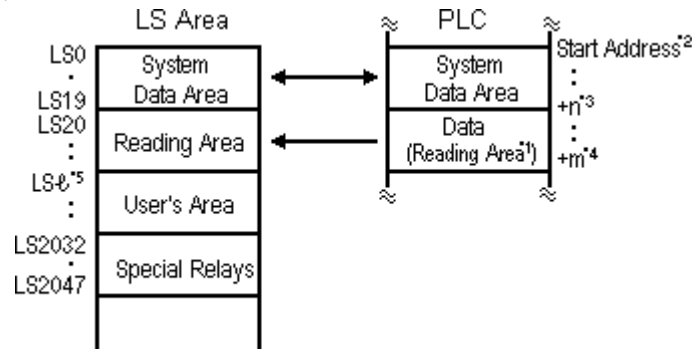 LS Area
PLC
LS0
System
Data Area
System
Data Area
Start Address*2
:
LS19
+n*3
LS20
Reading Area
Data
(Reading Area*1)
:
+m*4
LS-ℓ*5
User's Area
:
LS2032
Special Relays
LS2047